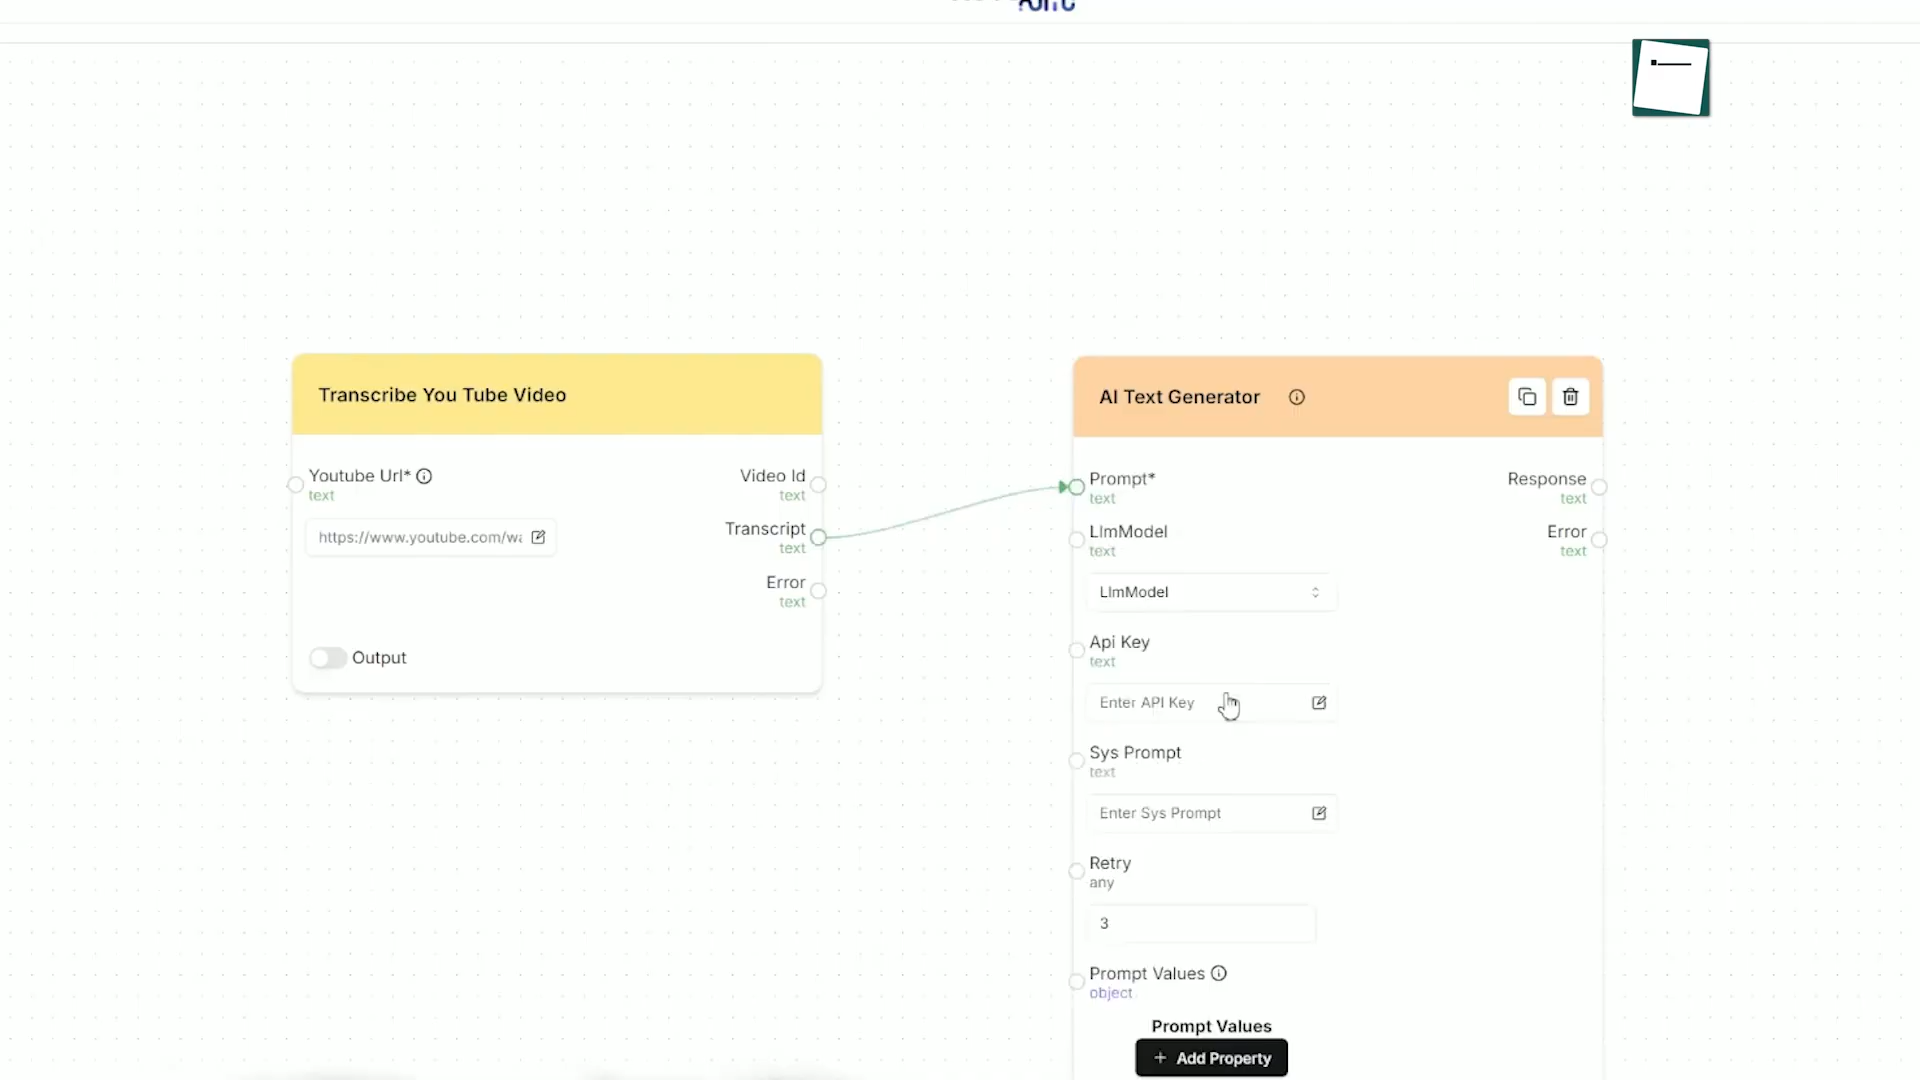 Transcribe You Tube Video
Youtube Url*
text
https://www.youtube.com/wa
Video Id
text
Transcript
text
Error
text
Output
AI Text Generator
Prompt*
text
LlmModel
text
LlmModel
Api Key
text
Enter API Key
Sys Prompt
text
Enter Sys Prompt
Retry
any
3
Prompt Values
object
Prompt Values
+ Add Property
Response
text
Error
text